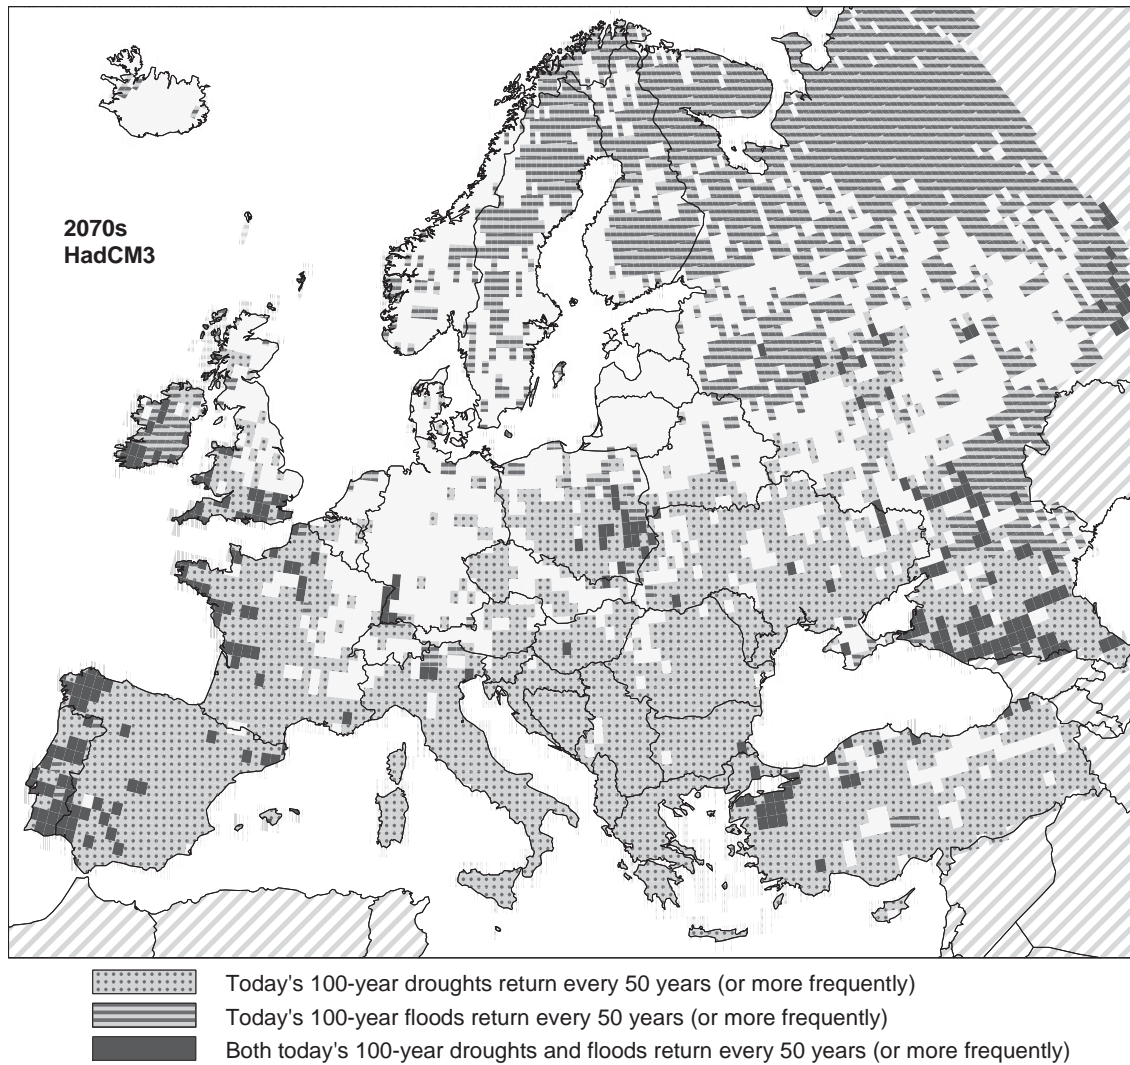 2070s
HadCM3
Today's 100-year droughts return every 50 years (or more frequently)
Today's 100-year floods return every 50 years (or more frequently)
Both today's 100-year droughts and floods return every 50 years (or more frequently)